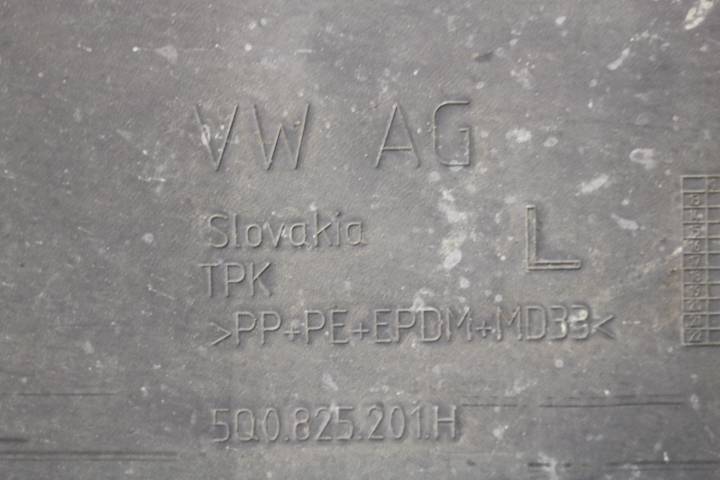 VW AG
Slovakia L
TPK
>PP+PE+EPDM+MD33<
5Q0.825.201.H